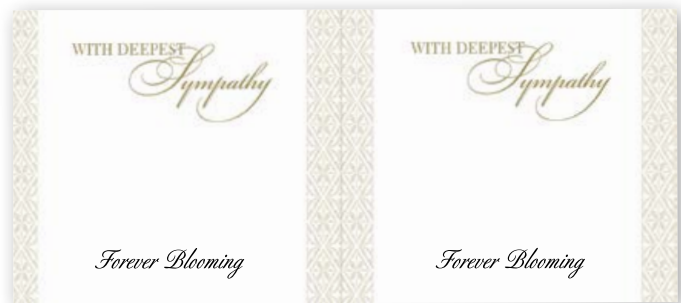 WITH DEEPEST
Sympathy
Forever Blooming
WITH DEEPEST
Sympathy
Forever Blooming